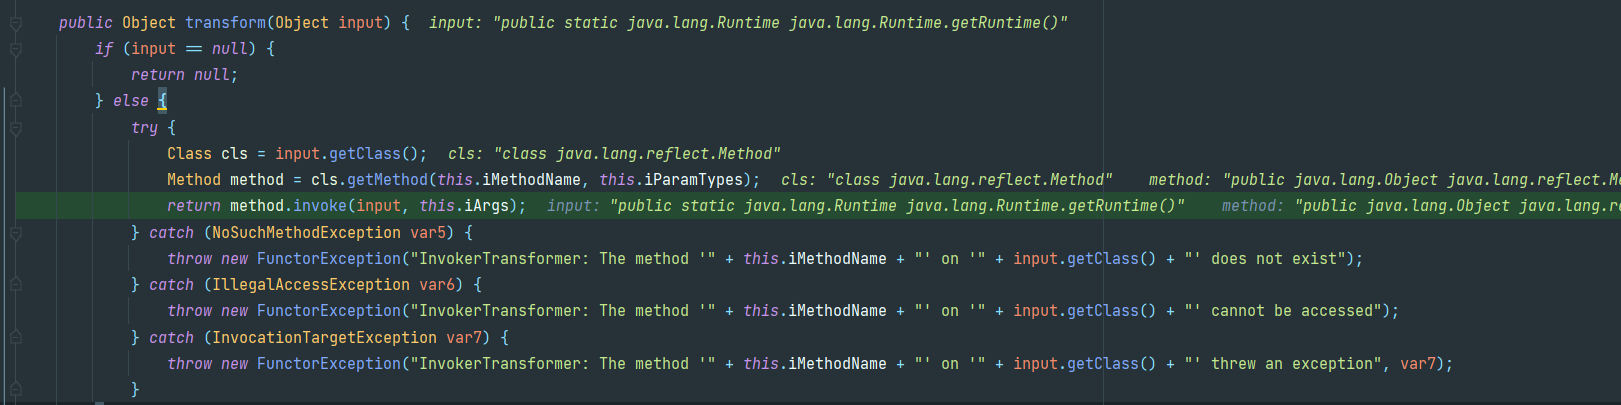 public Object transform(Object input) {  input: "public static java.lang.Runtime java.lang.Runtime.getRuntime()"
if (input == null) {
return null;
} else {
try {
Class cls = input.getClass();  cls: "class java.lang.reflect.Method"
Method method = cls.getMethod(this.iMethodName, this.iParamTypes);  cls: "class java.lang.reflect.Method"  method: "public java.lang.Object java.lang.reflect.Me
return method.invoke(input, this.iArgs);  input: "public static java.lang.Runtime java.lang.Runtime.getRuntime()"  method: "public java.lang.Object java.lang.re
} catch (NoSuchMethodException var5) {
throw new FunctorException("InvokerTransformer: The method '" + this.iMethodName + "' on '" + input.getClass() + "' does not exist");
} catch (IllegalAccessException var6) {
throw new FunctorException("InvokerTransformer: The method '" + this.iMethodName + "' on '" + input.getClass() + "' cannot be accessed");
} catch (InvocationTargetException var7) {
throw new FunctorException("InvokerTransformer: The method '" + this.iMethodName + "' on '" + input.getClass() + "' threw an exception", var7);
}